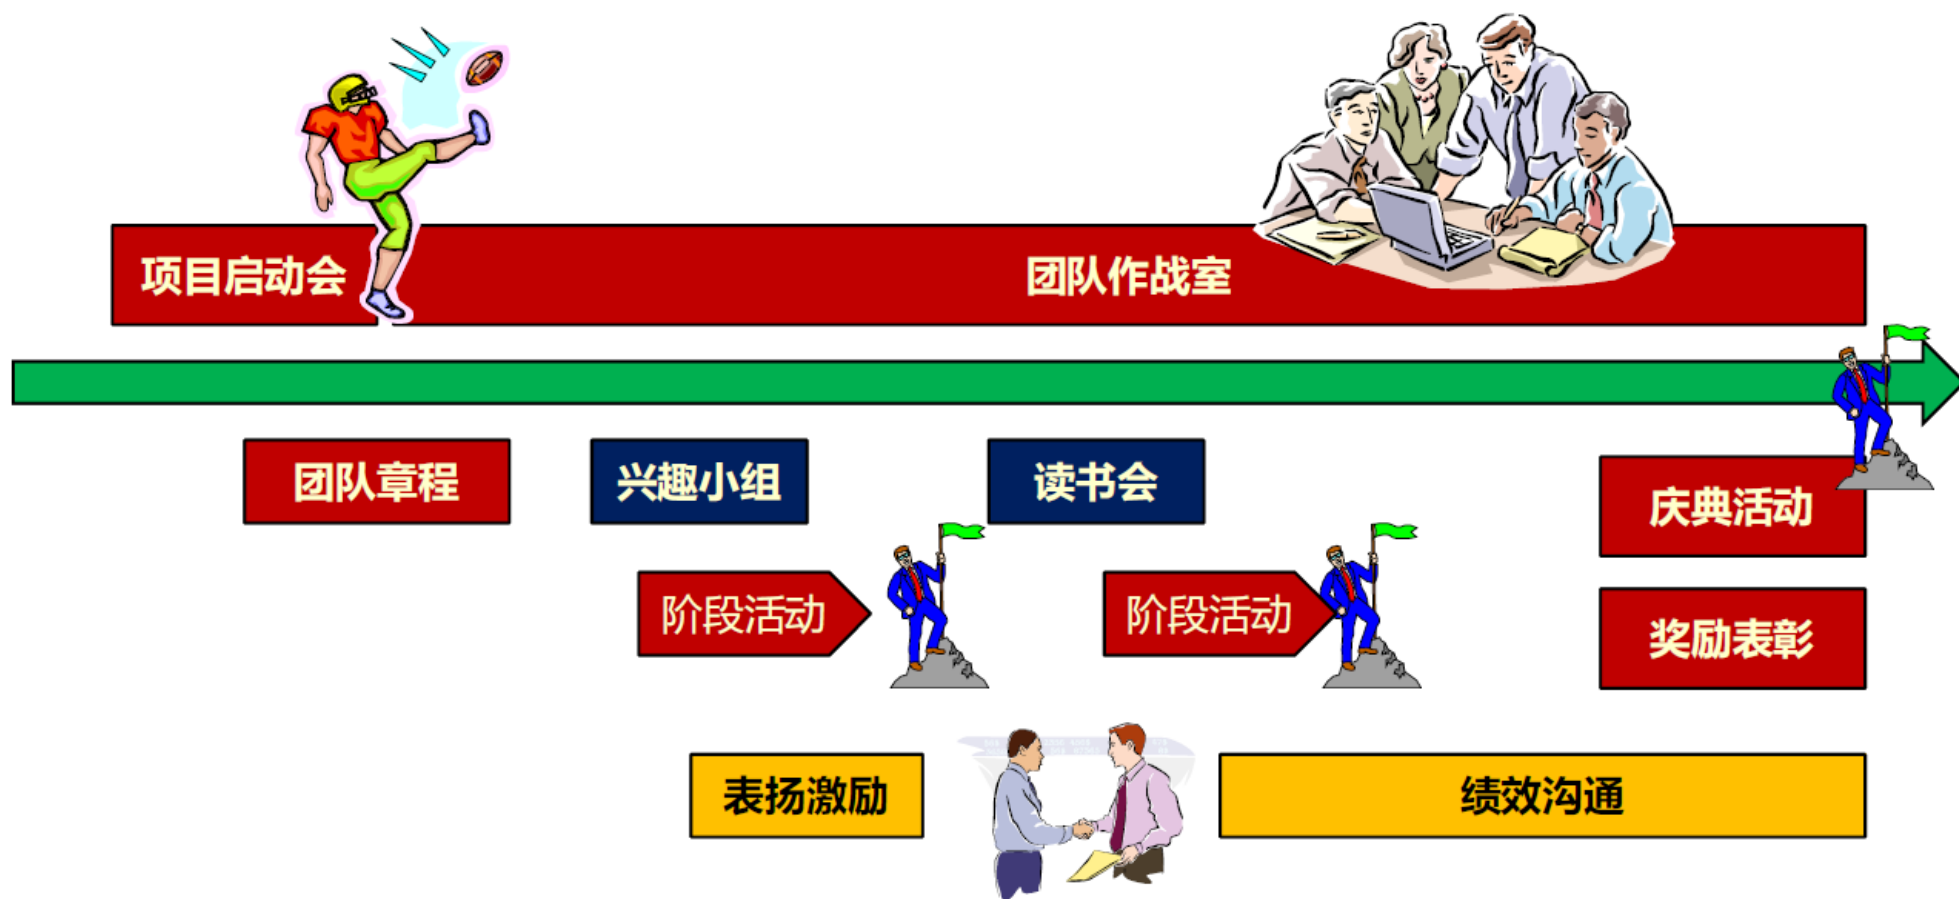 项目启动会
团队作战室
团队章程
兴趣小组
读书会
庆典活动
阶段活动
阶段活动
奖励表彰
表扬激励
绩效沟通